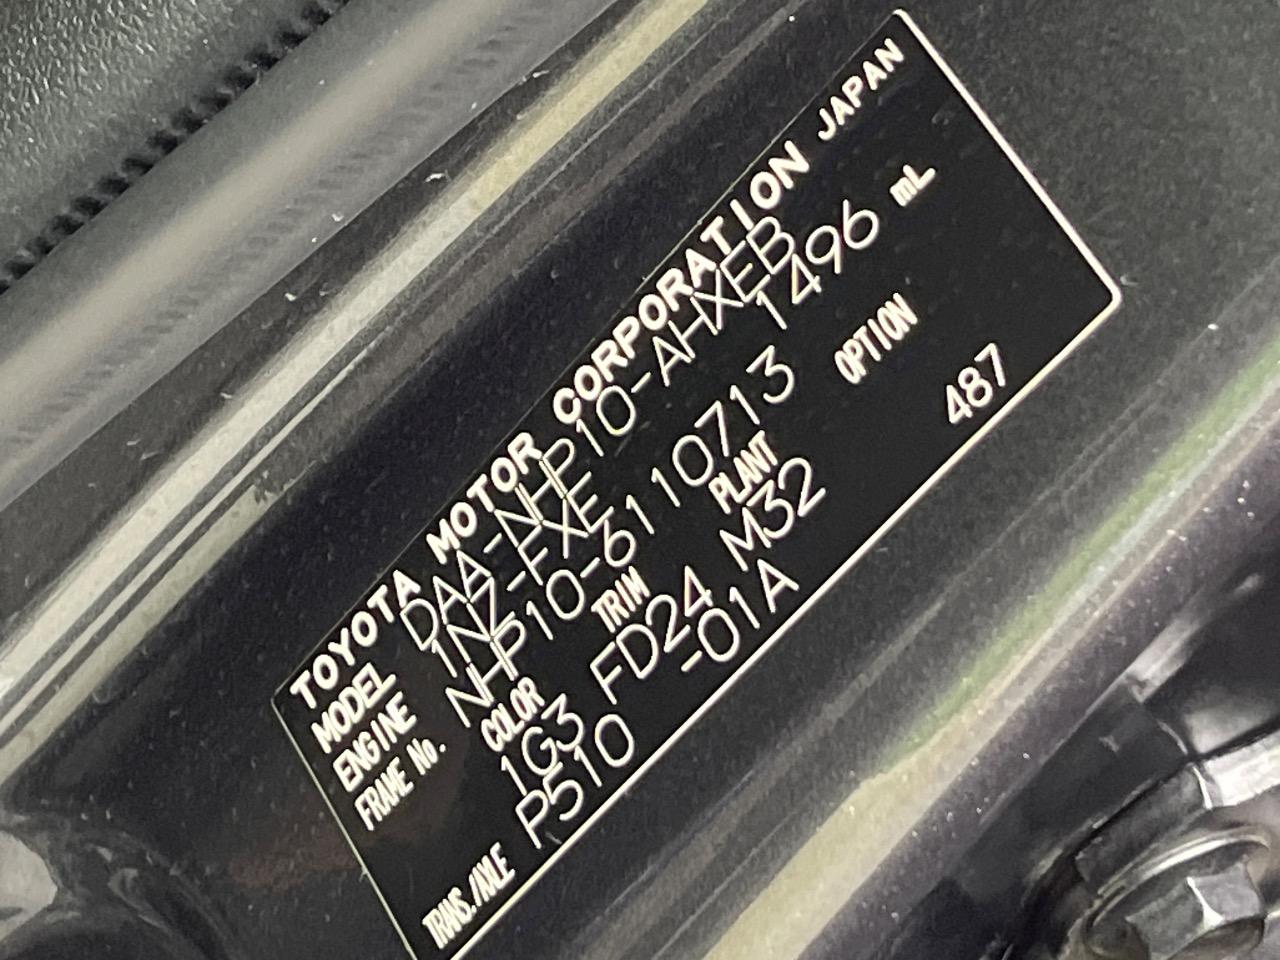 TOYOTA MOTOR CORPORATION JAPAN
MODEL DAA-NHP10-AHXEB
ENGINE 1NZ-FXE 1496 mL
FRAME No. NHP10-6110713
COLOR TRIM PLANT OPTION
1G3 FD24 M32
TRANS./AXLE P510 -01A 487